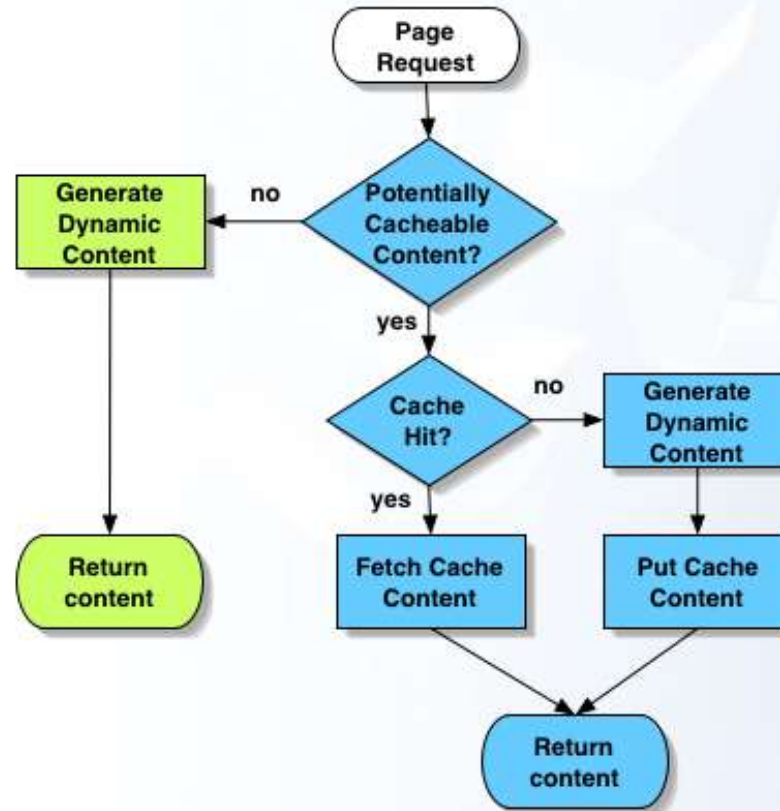 Page
Request
Potentially
Cacheable
Content?
no
Generate
Dynamic
Content
yes
Cache
Hit?
no
Generate
Dynamic
Content
yes
Return
content
Fetch Cache
Content
Put Cache
Content
Return
content